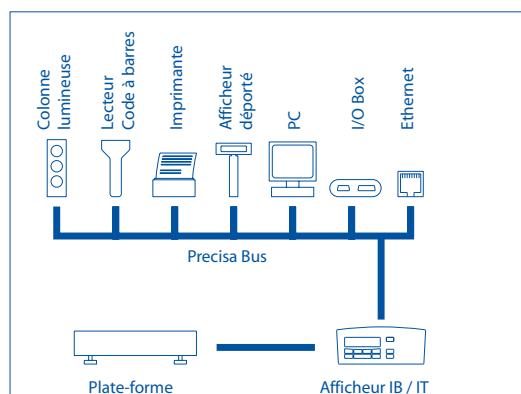 Colonne
lumineuse
Lecteur
Code à barres
Imprimante
Afficheur
déporté
PC
I/O Box
Ethernet
Precisa Bus
Plate-forme
Afficheur IB / IT